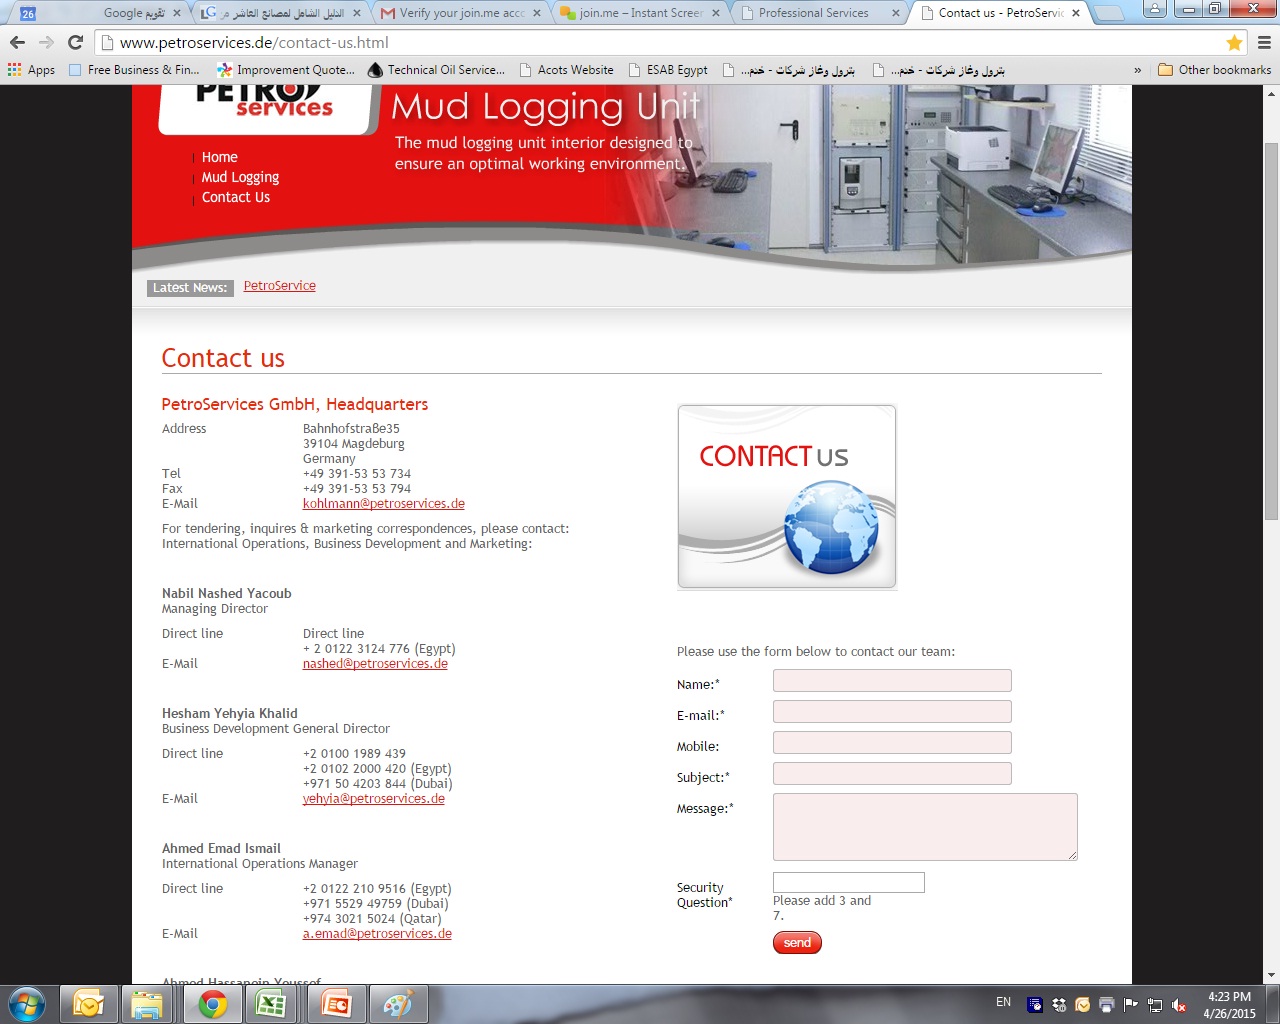 26
Google تقويم
الدليل الشامل لمصانع العاشر من
Verify your join.me acc
join.me – Instant Screen
Professional Services
Contact us - PetroServic
www.petroservices.de/contact-us.html
Apps
Free Business & Fin...
Improvement Quote...
Technical Oil Service...
Acots Website
ESAB Egypt
بترول وغاز شركات - خدم...
بترول وغاز شركات - خدم...
»
Other bookmarks
PETRO
services
Mud Logging Unit
The mud logging unit interior designed to
ensure an optimal working environment.
Home
Mud Logging
Contact Us
Latest News:
PetroService
Contact us
PetroServices GmbH, Headquarters
Address
Bahnhofstraße35
39104 Magdeburg
Germany
Tel
+49 391-53 53 734
Fax
+49 391-53 53 794
E-Mail
kohlmann@petroservices.de
For tendering, inquires & marketing correspondences, please contact:
International Operations, Business Development and Marketing:
Nabil Nashed Yacoub
Managing Director
Direct line
Direct line
+ 2 0122 3124 776 (Egypt)
E-Mail
nashed@petroservices.de
Hesham Yehyia Khalid
Business Development General Director
Direct line
+2 0100 1989 439
+2 0102 2000 420 (Egypt)
+971 50 4203 844 (Dubai)
E-Mail
yehyia@petroservices.de
Ahmed Emad Ismail
International Operations Manager
Direct line
+2 0122 210 9516 (Egypt)
+971 5529 49759 (Dubai)
+974 3021 5024 (Qatar)
E-Mail
a.emad@petroservices.de
Ahmed Hassanein Youssef
CONTACT US
Please use the form below to contact our team:
Name:*
E-mail:*
Mobile:
Subject:*
Message:*
Security
Question*
Please add 3 and
7.
send
EN
4:23 PM
4/26/2015